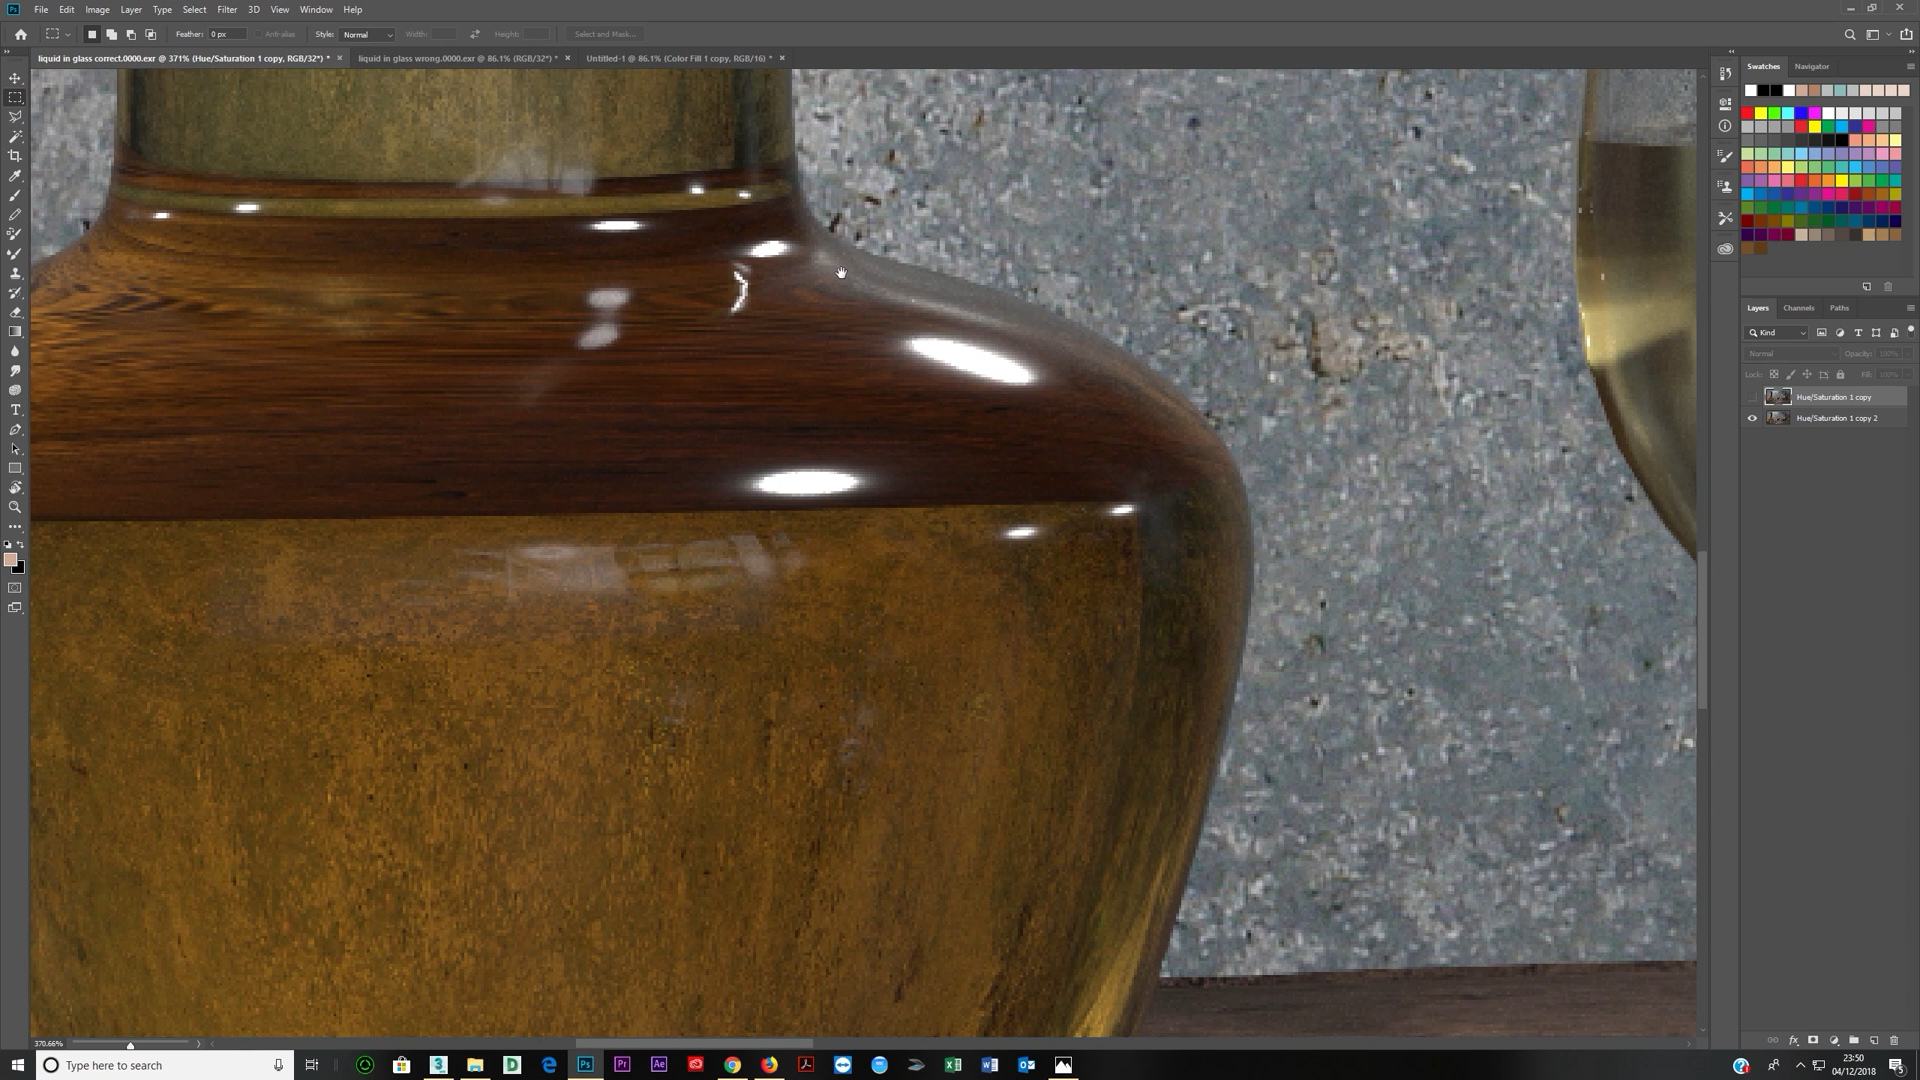 File Edit Image Layer Type Select Filter 3D View Window Help
Feather: 0 px Anti-alias Style: Normal Width: Height: Select and Mask...
liquid in glass correct.0000.exr @ 371% (Hue/Saturation 1 copy, RGB/32*) * liquid in glass wrong.0000.exr @ 86.1% (RGB/32*) * Untitled-1 @ 86.1% (Color Fill 1 copy, RGB/16) *
Swatches Navigator
Layers Channels Paths
Kind
Normal Opacity: 100%
Lock: Fill: 100%
Hue/Saturation 1 copy
Hue/Saturation 1 copy 2
370.66%
Type here to search
23:50
04/12/2018